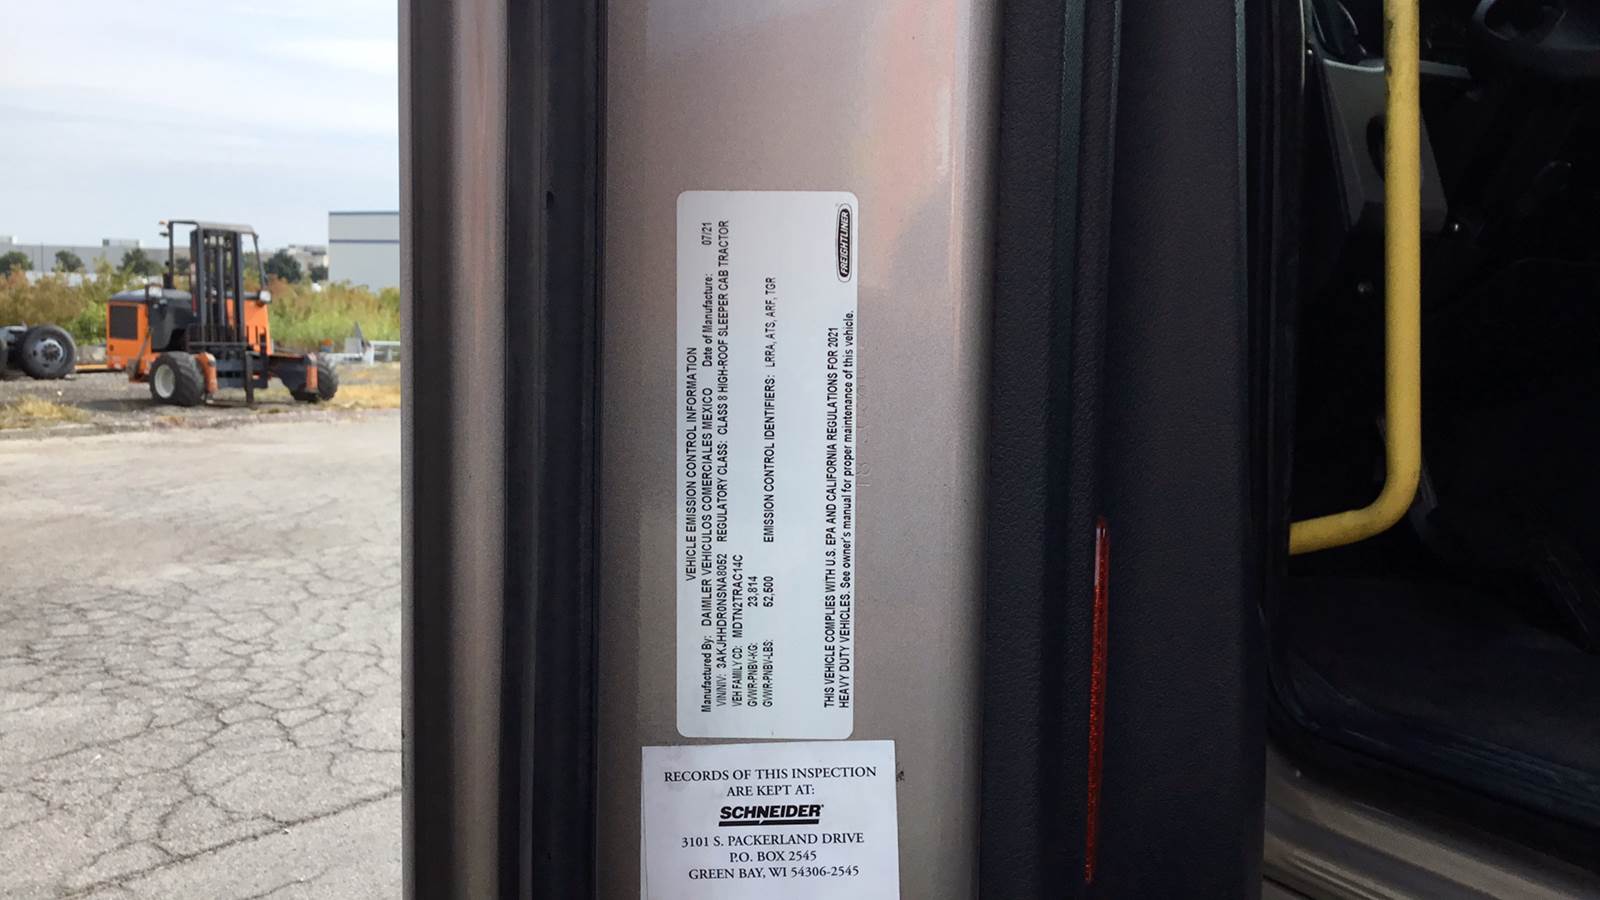 VEHICLE EMISSION CONTROL INFORMATION
Manufactured By: DAIMLER VEHICULOS COMERCIALES MEXICO Date of Manufacture: 07/21
VIN/NIV: 3AKJHHDR0NSNA8052 REGULATORY CLASS: CLASS 8 HIGH-ROOF SLEEPER CAB TRACTOR
VEH FAMILY CD: MDTN2TRAC14C
GVWR-PNBV-KG: 23,814
GVWR-PNBV-LBS: 52,500 EMISSION CONTROL IDENTIFIERS: LRRA, ATS, ARF, TGR
THIS VEHICLE COMPLIES WITH U.S. EPA AND CALIFORNIA REGULATIONS FOR 2021
HEAVY DUTY VEHICLES. See owner's manual for proper maintenance of this vehicle.
FREIGHTLINER
RECORDS OF THIS INSPECTION
ARE KEPT AT:
SCHNEIDER
3101 S. PACKERLAND DRIVE
P.O. BOX 2545
GREEN BAY, WI 54306-2545